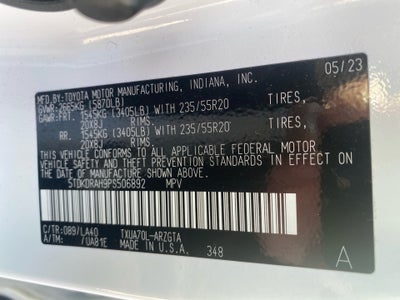 MFD.BY:TOYOTA MOTOR MANUFACTURING, INDIANA, INC. 05/23
GVWR:2665KG (5870LB)
GAWR:FRT. 1545KG (3405LB) WITH 235/55R20 TIRES,
20X8J RIMS.
RR. 1545KG (3405LB) WITH 235/55R20 TIRES,
20X8J RIMS.
THIS VEHICLE CONFORMS TO ALL APPLICABLE FEDERAL MOTOR
VEHICLE SAFETY AND THEFT PREVENTION STANDARDS IN EFFECT ON
THE DATE OF MANUFACTURE SHOWN ABOVE.
5TDKDRAH9PS506892 MPV
C/TR:089/LA40 TXUA70L-ARZGTA
A/TM: /UA81E MADE IN U.S.A. 348 A